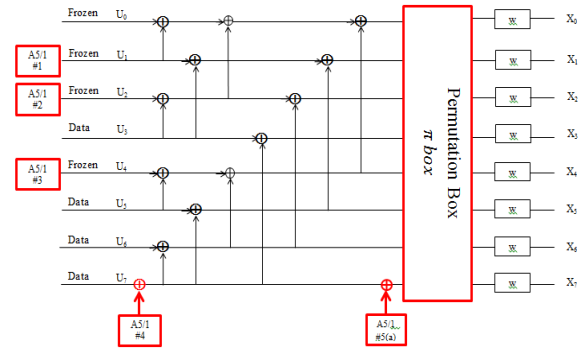 Frozen U0 X0
A5/1 #1 Frozen U1 X1
A5/1 #2 Frozen U2 X2
Data U3 X3
A5/1 #3 Frozen U4 X4
Data U5 X5
Data U6 X6
Data U7 X7
Permutation Box
π box
W
W
W
W
W
W
W
W
A5/1
#4
A5/1
#5(a)